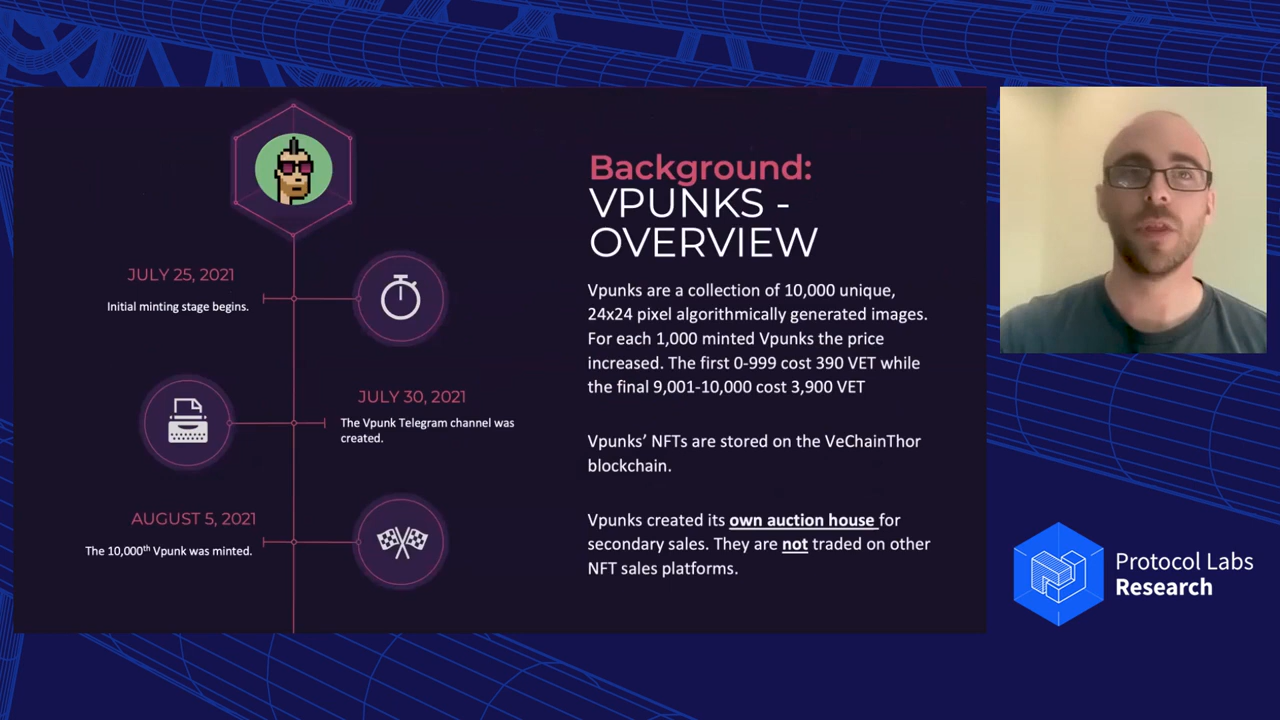 Background:
VPUNKS -
OVERVIEW
JULY 25, 2021
Initial minting stage begins.
JULY 30, 2021
The Vpunk Telegram channel was
created.
AUGUST 5, 2021
The 10,000th Vpunk was minted.
Vpunks are a collection of 10,000 unique,
24x24 pixel algorithmically generated images.
For each 1,000 minted Vpunks the price
increased. The first 0-999 cost 390 VET while
the final 9,001-10,000 cost 3,900 VET
Vpunks’ NFTs are stored on the VeChainThor
blockchain.
Vpunks created its own auction house for
secondary sales. They are not traded on other
NFT sales platforms.
Protocol Labs
Research